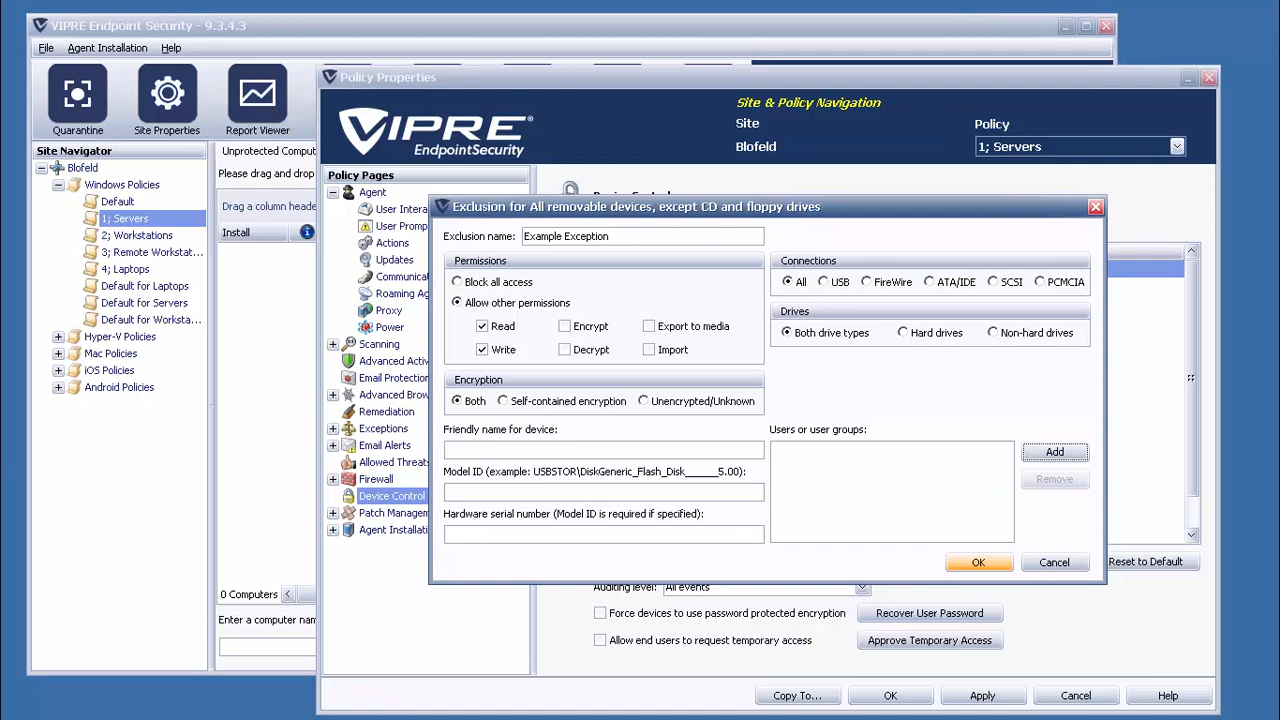 VIPRE Endpoint Security - 9.3.4.3
File Agent Installation Help
Quarantine
Site Properties
Report Viewer
Site Navigator
Blofeld
Windows Policies
Default
1; Servers
2; Workstations
3; Remote Workstat...
4; Laptops
Default for Laptops
Default for Servers
Default for Worksta...
Hyper-V Policies
Mac Policies
iOS Policies
Android Policies
Unprotected Comput
Please drag and drop
Drag a column heade
Install
0 Computers
Enter a computer nam
Policy Properties
VIPRE®
EndpointSecurity
Site & Policy Navigation
Site
Blofeld
Policy
1; Servers
Policy Pages
Agent
User Intera
User Promp
Actions
Updates
Communicat
Roaming Ag
Proxy
Power
Scanning
Advanced Acti
Email Protection
Advanced Brow
Remediation
Exceptions
Email Alerts
Allowed Threats
Firewall
Device Control
Patch Managem
Agent Installati
Exclusion for All removable devices, except CD and floppy drives
Exclusion name: Example Exception
Permissions
Block all access
Allow other permissions
Read Encrypt Export to media
Write Decrypt Import
Encryption
Both Self-contained encryption Unencrypted/Unknown
Friendly name for device:
Model ID (example: USBSTOR\DiskGeneric_Flash_Disk______5.00):
Hardware serial number (Model ID is required if specified):
Connections
All USB FireWire ATA/IDE SCSI PCMCIA
Drives
Both drive types Hard drives Non-hard drives
Users or user groups:
Add
Remove
OK Cancel
Reset to Default
Auditing level: All events
Force devices to use password protected encryption Recover User Password
Allow end users to request temporary access Approve Temporary Access
Copy To... OK Apply Cancel Help